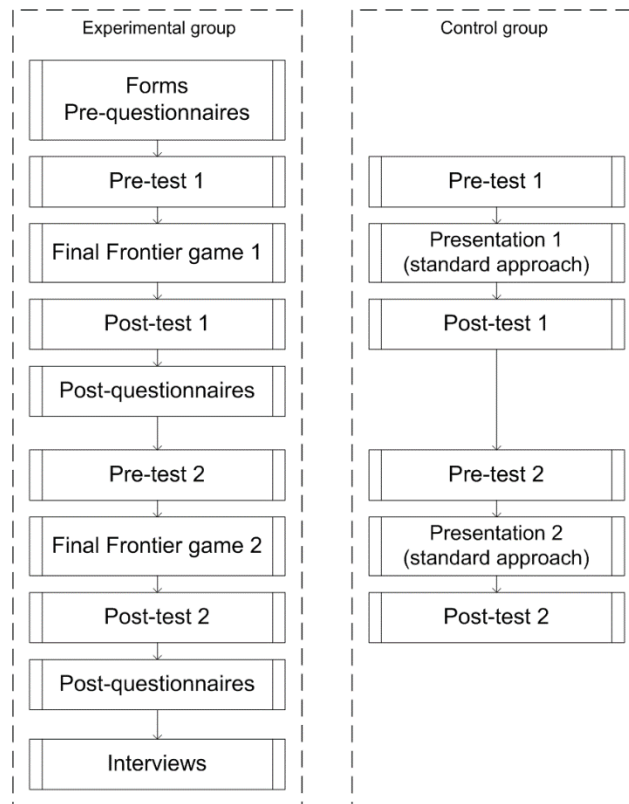 Experimental group
Forms
Pre-questionnaires
Pre-test 1
Final Frontier game 1
Post-test 1
Post-questionnaires
Pre-test 2
Final Frontier game 2
Post-test 2
Post-questionnaires
Interviews
Control group
Pre-test 1
Presentation 1
(standard approach)
Post-test 1
Pre-test 2
Presentation 2
(standard approach)
Post-test 2